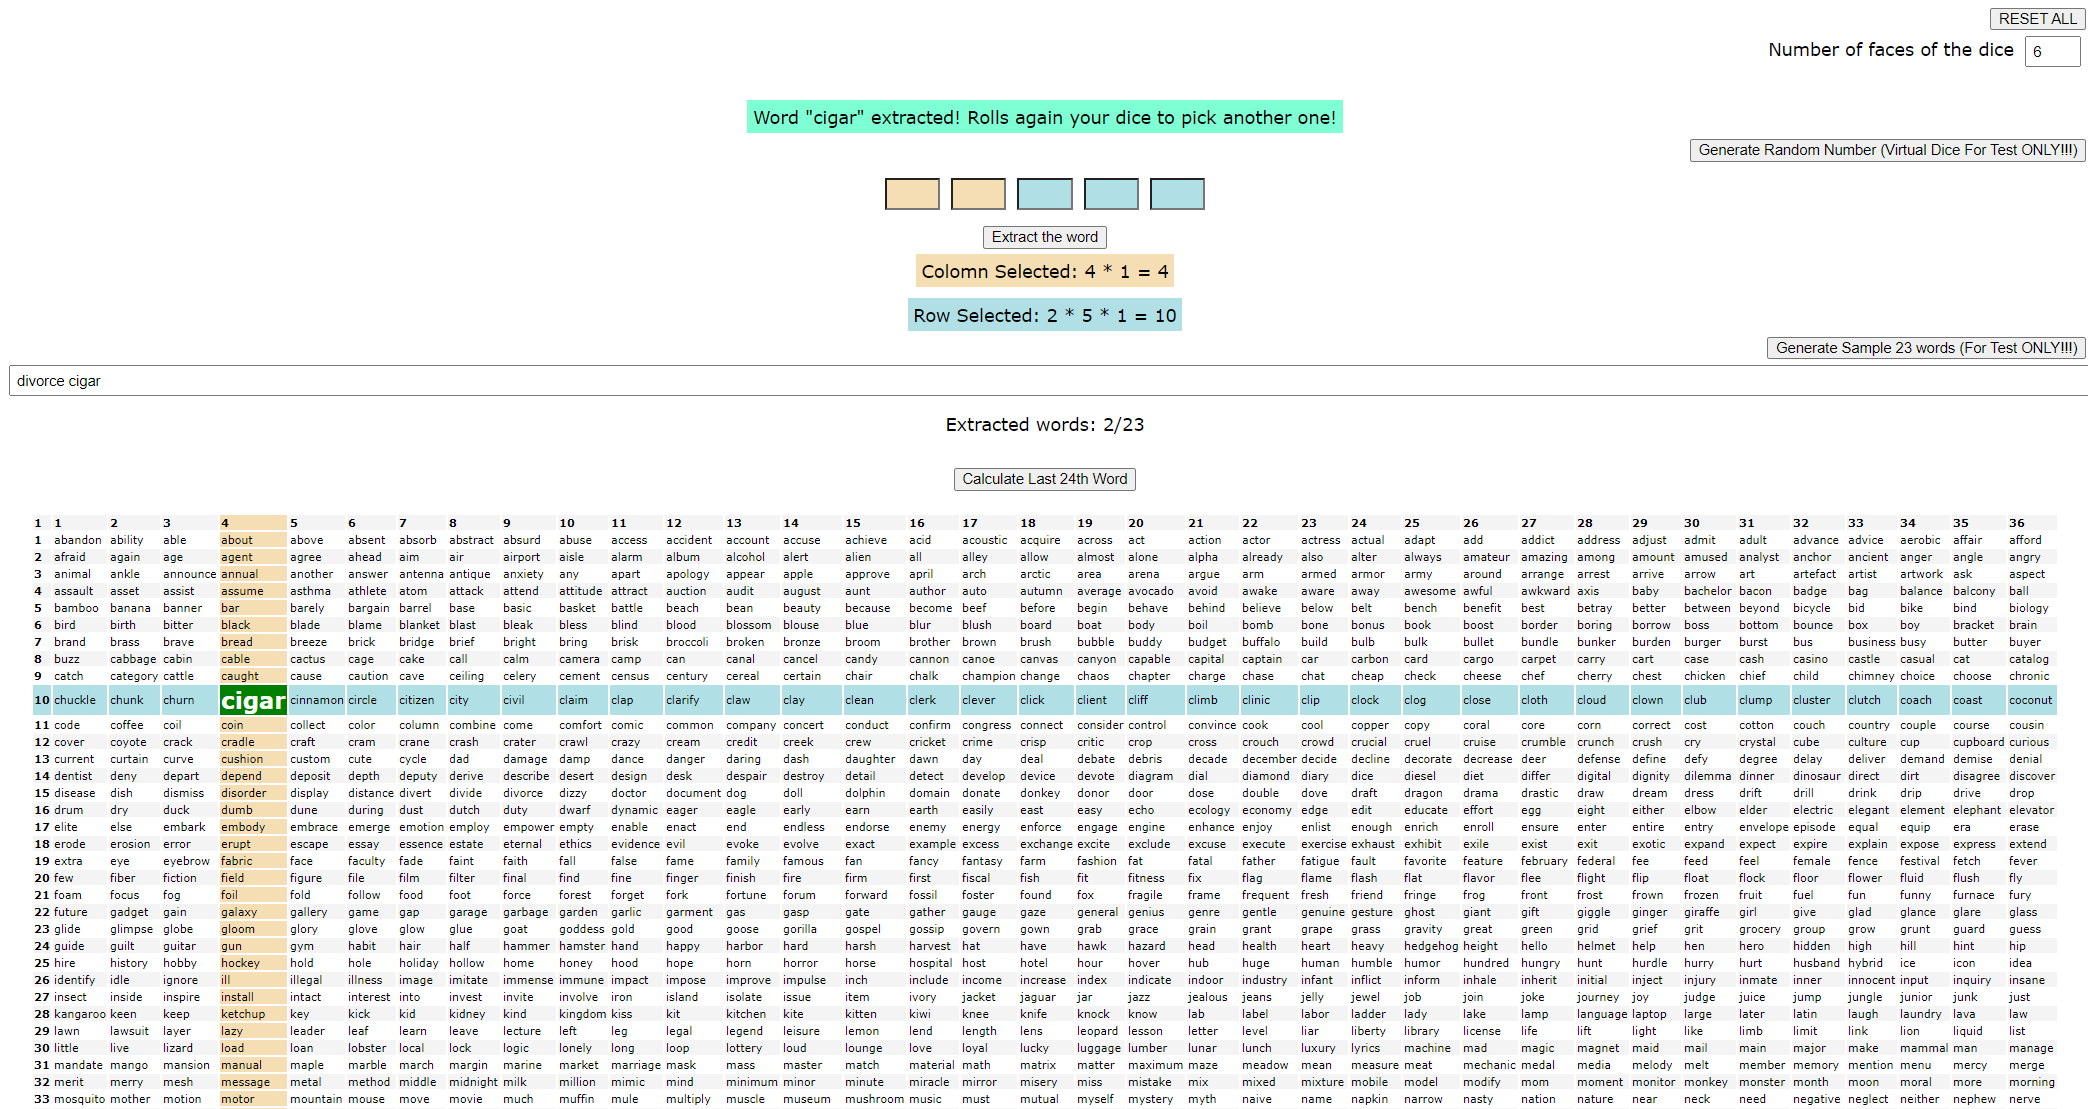 RESET ALL
Number of faces of the dice 6
Word "cigar" extracted! Rolls again your dice to pick another one!
Generate Random Number (Virtual Dice For Test ONLY!!!)
Extract the word
Colomn Selected: 4 * 1 = 4
Row Selected: 2 * 5 * 1 = 10
Generate Sample 23 words (For Test ONLY!!!)
divorce cigar
Extracted words: 2/23
Calculate Last 24th Word
1 1 2 3 4 5 6 7 8 9 10 11 12 13 14 15 16 17 18 19 20 21 22 23 24 25 26 27 28 29 30 31 32 33 34 35 36
1 abandon ability able about above absent absorb abstract absurd abuse access accident account accuse achieve acid acoustic acquire across act action actor actress actual adapt add addict address adjust admit adult advance advice aerobic affair afford
2 afraid again age agent agree ahead aim air airport aisle alarm album alcohol alert alien all alley allow almost alone alpha already also alter always amateur amazing among amount amused analyst anchor ancient anger angle angry
3 animal ankle announce annual another answer antenna antique anxiety any apart apology appear apple approve april arch arctic area arena argue arm armed armor army around arrange arrest arrive arrow art artefact artist artwork ask aspect
4 assault asset assist assume asthma athlete atom attack attend attitude attract auction audit august aunt author auto autumn average avocado avoid awake aware away awesome awful awkward axis baby bachelor bacon badge bag balance balcony ball
5 bamboo banana banner bar barely bargain barrel base basic basket battle beach bean beauty because become beef before begin behave behind believe below belt bench benefit best betray better between beyond bicycle bid bike bind biology
6 bird birth bitter black blade blame blanket blast bleak bless blind blood blossom blouse blue blur blush board boat body boil bomb bone bonus book boost border boring borrow boss bottom bounce box boy bracket brain
7 brand brass brave bread breeze brick bridge brief bright bring brisk broccoli broken bronze broom brother brown brush bubble buddy budget buffalo build bulb bulk bullet bundle bunker burden burger burst bus business busy butter buyer
8 buzz cabbage cabin cable cactus cage cake call calm camera camp can canal cancel candy cannon canoe canvas canyon capable capital captain car carbon card cargo carpet carry cart case cash casino castle casual cat catalog
9 catch category cattle caught cause caution cave ceiling celery cement census century cereal certain chair chalk champion change chaos chapter charge chase chat cheap check cheese chef cherry chest chicken chief child chimney choice choose chronic
10 chuckle chunk churn cigar cinnamon circle citizen city civil claim clap clarify claw clay clean clerk clever click client cliff climb clinic clip clock clog close cloth cloud clown club clump cluster clutch coach coast coconut
11 code coffee coil coin collect color column combine come comfort comic common company concert conduct confirm congress connect consider control convince cook cool copper copy coral core corn correct cost cotton couch country couple course cousin
12 cover coyote crack cradle craft cram crane crash crater crawl crazy cream credit creek crew cricket crime crisp critic crop cross crouch crowd crucial cruel cruise crumble crunch crush cry crystal cube culture cup cupboard curious
13 current curtain curve cushion custom cute cycle dad damage damp dance danger daring dash daughter dawn day deal debate debris decade december decide decline decorate decrease deer defense define defy degree delay deliver demand demise denial
14 dentist deny depart depend deposit depth deputy derive describe desert design desk despair destroy detail detect develop device devote diagram dial diamond diary dice diesel diet differ digital dignity dilemma dinner dinosaur direct dirt disagree discover
15 disease dish dismiss disorder display distance divert divide divorce dizzy doctor document dog doll dolphin domain donate donkey donor door dose double dove draft dragon drama drastic draw dream dress drift drill drink drip drive drop
16 drum dry duck dumb dune during dust dutch duty dwarf dynamic eager eagle early earn earth easily east easy echo ecology economy edge edit educate effort egg eight either elbow elder electric elegant element elephant elevator
17 elite else embark embody embrace emerge emotion employ empower empty enable enact end endless endorse enemy energy enforce engage engine enhance enjoy enlist enough enrich enroll ensure enter entire entry envelope episode equal equip era erase
18 erode erosion error erupt escape essay essence estate eternal ethics evidence evil evoke evolve exact example excess exchange excite exclude excuse execute exercise exhaust exhibit exile exist exit exotic expand expect expire explain expose express extend
19 extra eye eyebrow fabric face faculty fade faint faith fall false fame family famous fan fancy fantasy farm fashion fat fatal father fatigue fault favorite feature february federal fee feed feel female fence festival fetch fever
20 few fiber fiction field figure file film filter final find fine finger finish fire firm first fiscal fish fit fitness fix flag flame flash flat flavor flee flight flip float flock floor flower fluid flush fly
21 foam focus fog foil fold follow food foot force forest forget fork fortune forum forward fossil foster found fox fragile frame frequent fresh friend fringe frog front frost frown frozen fruit fuel fun funny furnace fury
22 future gadget gain galaxy gallery game gap garage garbage garden garlic garment gas gasp gate gather gauge gaze general genius genre gentle genuine gesture ghost giant gift giggle ginger giraffe girl give glad glance glare glass
23 glide glimpse globe gloom glory glove glow glue goat goddess gold good goose gorilla gospel gossip govern gown grab grace grain grant grape grass gravity great green grid grief grit grocery group grow grunt guard guess
24 guide guilt guitar gun gym habit hair half hammer hamster hand happy harbor hard harsh harvest hat have hawk hazard head health heart heavy hedgehog height hello helmet help hen hero hidden high hill hint hip
25 hire history hobby hockey hold hole holiday hollow home honey hood hope horn horror horse hospital host hotel hour hover hub huge human humble humor hundred hungry hunt hurdle hurry hurt husband hybrid ice icon idea
26 identify idle ignore ill illegal illness image imitate immense immune impact impose improve impulse inch include income increase index indicate indoor industry infant inflict inform inhale inherit initial inject injury inmate inner innocent input inquiry insane
27 insect inside inspire install intact interest into invest invite involve iron island isolate issue item ivory jacket jaguar jar jazz jealous jeans jelly jewel job join joke journey joy judge juice jump jungle junior junk just
28 kangaroo keen keep ketchup key kick kid kidney kind kingdom kiss kit kitchen kite kitten kiwi knee knife knock know lab label labor ladder lady lake lamp language laptop large later latin laugh laundry lava law
29 lawn lawsuit layer lazy leader leaf learn leave lecture left leg legal legend leisure lemon lend length lens leopard lesson letter level liar liberty library license life lift light like limb limit link lion liquid list
30 little live lizard load loan lobster local lock logic lonely long loop lottery loud lounge love loyal lucky luggage lumber lunar lunch luxury lyrics machine mad magic magnet maid mail main major make mammal man manage
31 mandate mango mansion manual maple marble march margin marine market marriage mask mass master match material math matrix matter maximum maze meadow mean measure meat mechanic medal media melody melt member memory mention menu mercy merge
32 merit merry mesh message metal method middle midnight milk million mimic mind minimum minor minute miracle mirror misery miss mistake mix mixed mixture mobile model modify mom moment monitor monkey monster month moon moral more morning
33 mosquito mother motion motor mountain mouse move movie much muffin mule multiply muscle museum mushroom music must mutual myself mystery myth naive name napkin narrow nasty nation nature near neck need negative neglect neither nephew nerve